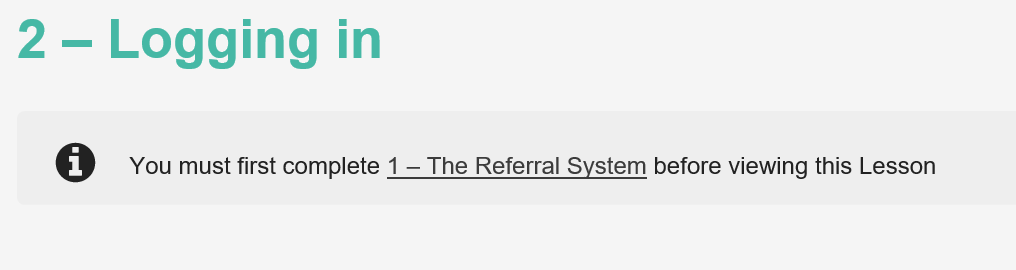 2 – Logging in
You must first complete 1 – The Referral System before viewing this Lesson